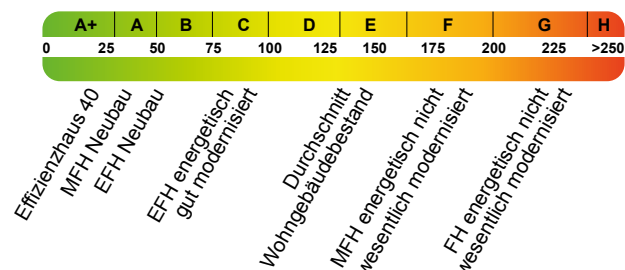 A+ A B C D E F G H
0 25 50 75 100 125 150 175 200 225 >250
Effizienzhaus 40
MFH Neubau
EFH Neubau
EFH energetisch
gut modernisiert
Durchschnitt
Wohngebäudebestand
MFH energetisch nicht
wesentlich modernisiert
FH energetisch nicht
wesentlich modernisiert